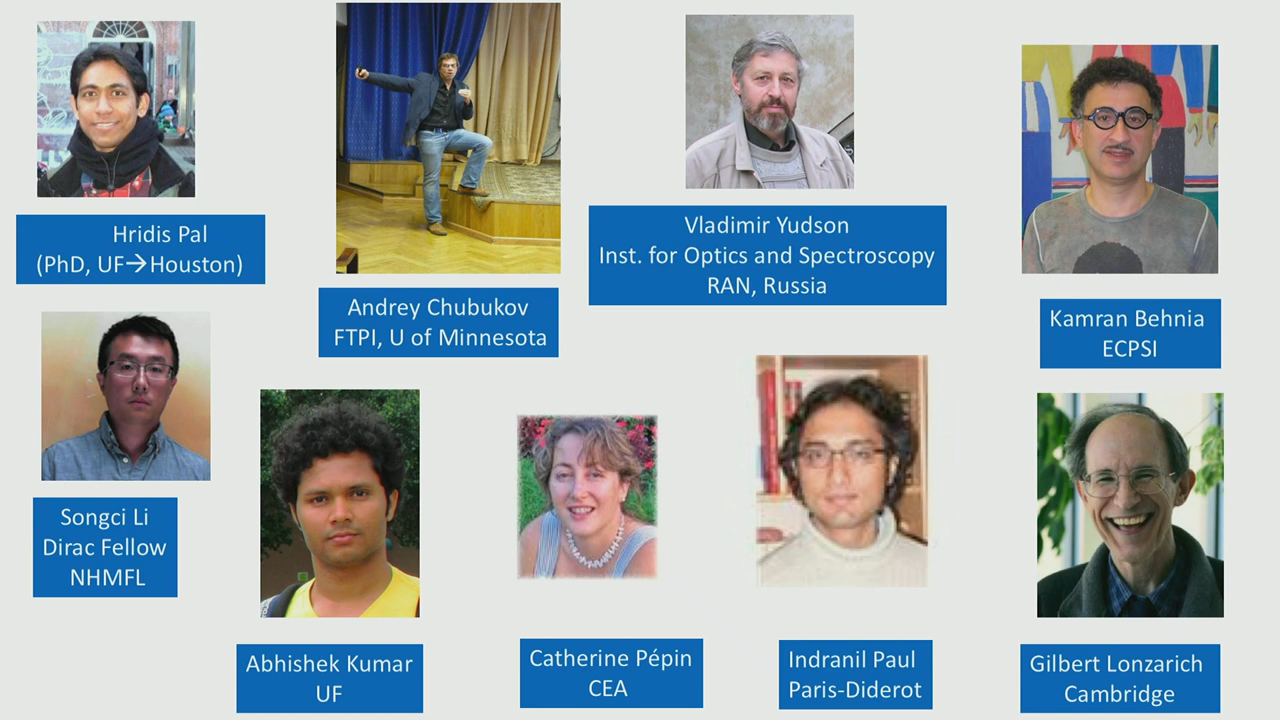 Hridis Pal
(PhD, UF→Houston)
Andrey Chubukov
FTPI, U of Minnesota
Vladimir Yudson
Inst. for Optics and Spectroscopy
RAN, Russia
Kamran Behnia
ECPSI
Songci Li
Dirac Fellow
NHMFL
Abhishek Kumar
UF
Catherine Pépin
CEA
Indranil Paul
Paris-Diderot
Gilbert Lonzarich
Cambridge